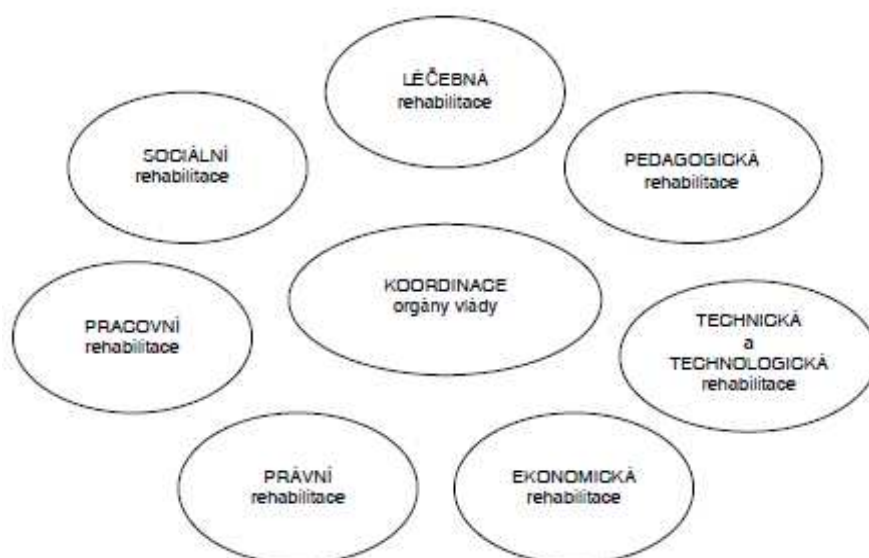 LÉČEBNÁ
rehabilitace
SOCIÁLNÍ
rehabilitace
PEDAGOGICKÁ
rehabilitace
KOORDINACE
orgány vlády
PRACOVNÍ
rehabilitace
TECHNICKÁ
a
TECHNOLOGICKÁ
rehabilitace
PRÁVNÍ
rehabilitace
EKONOMICKÁ
rehabilitace